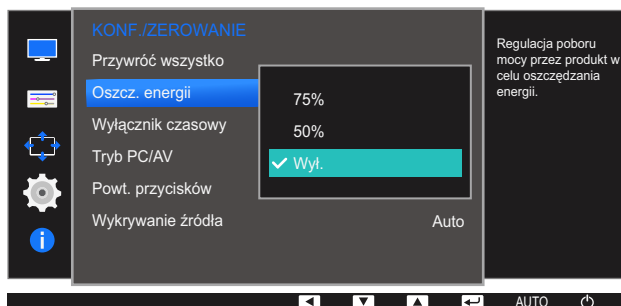 KONF./ZEROWANIE
Przywróć wszystko
Oszcz. energii
Wyłącznik czasowy
Tryb PC/AV
Powt. przycisków
Wykrywanie źródła Auto
75%
50%
Wył.
Regulacja poboru
mocy przez produkt w
celu oszczędzania
energii.
AUTO